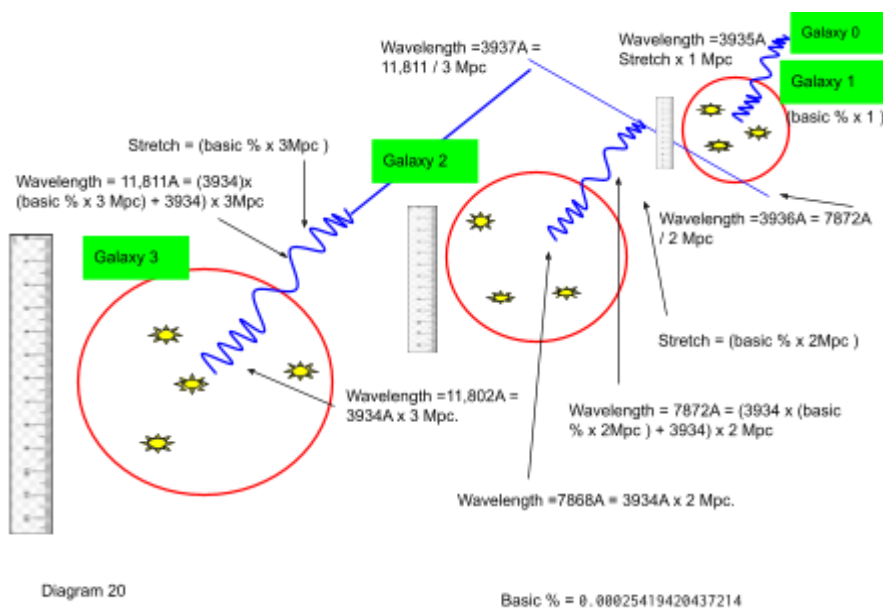 Wavelength =3937A =
11,811 / 3 Mpc
Wavelength =3935A
Stretch x 1 Mpc
Galaxy 0
Galaxy 1
(basic % x 1 )
Stretch = (basic % x 3Mpc )
Galaxy 2
Wavelength = 11,811A = (3934)x
(basic % x 3 Mpc) + 3934) x 3Mpc
Wavelength =3936A = 7872A
/ 2 Mpc
Galaxy 3
Stretch = (basic % x 2Mpc )
Wavelength =11,802A =
3934A x 3 Mpc.
Wavelength = 7872A = (3934 x (basic
% x 2Mpc ) + 3934) x 2 Mpc
Wavelength =7868A = 3934A x 2 Mpc.
Diagram 20
Basic % = 0.00025419420437214